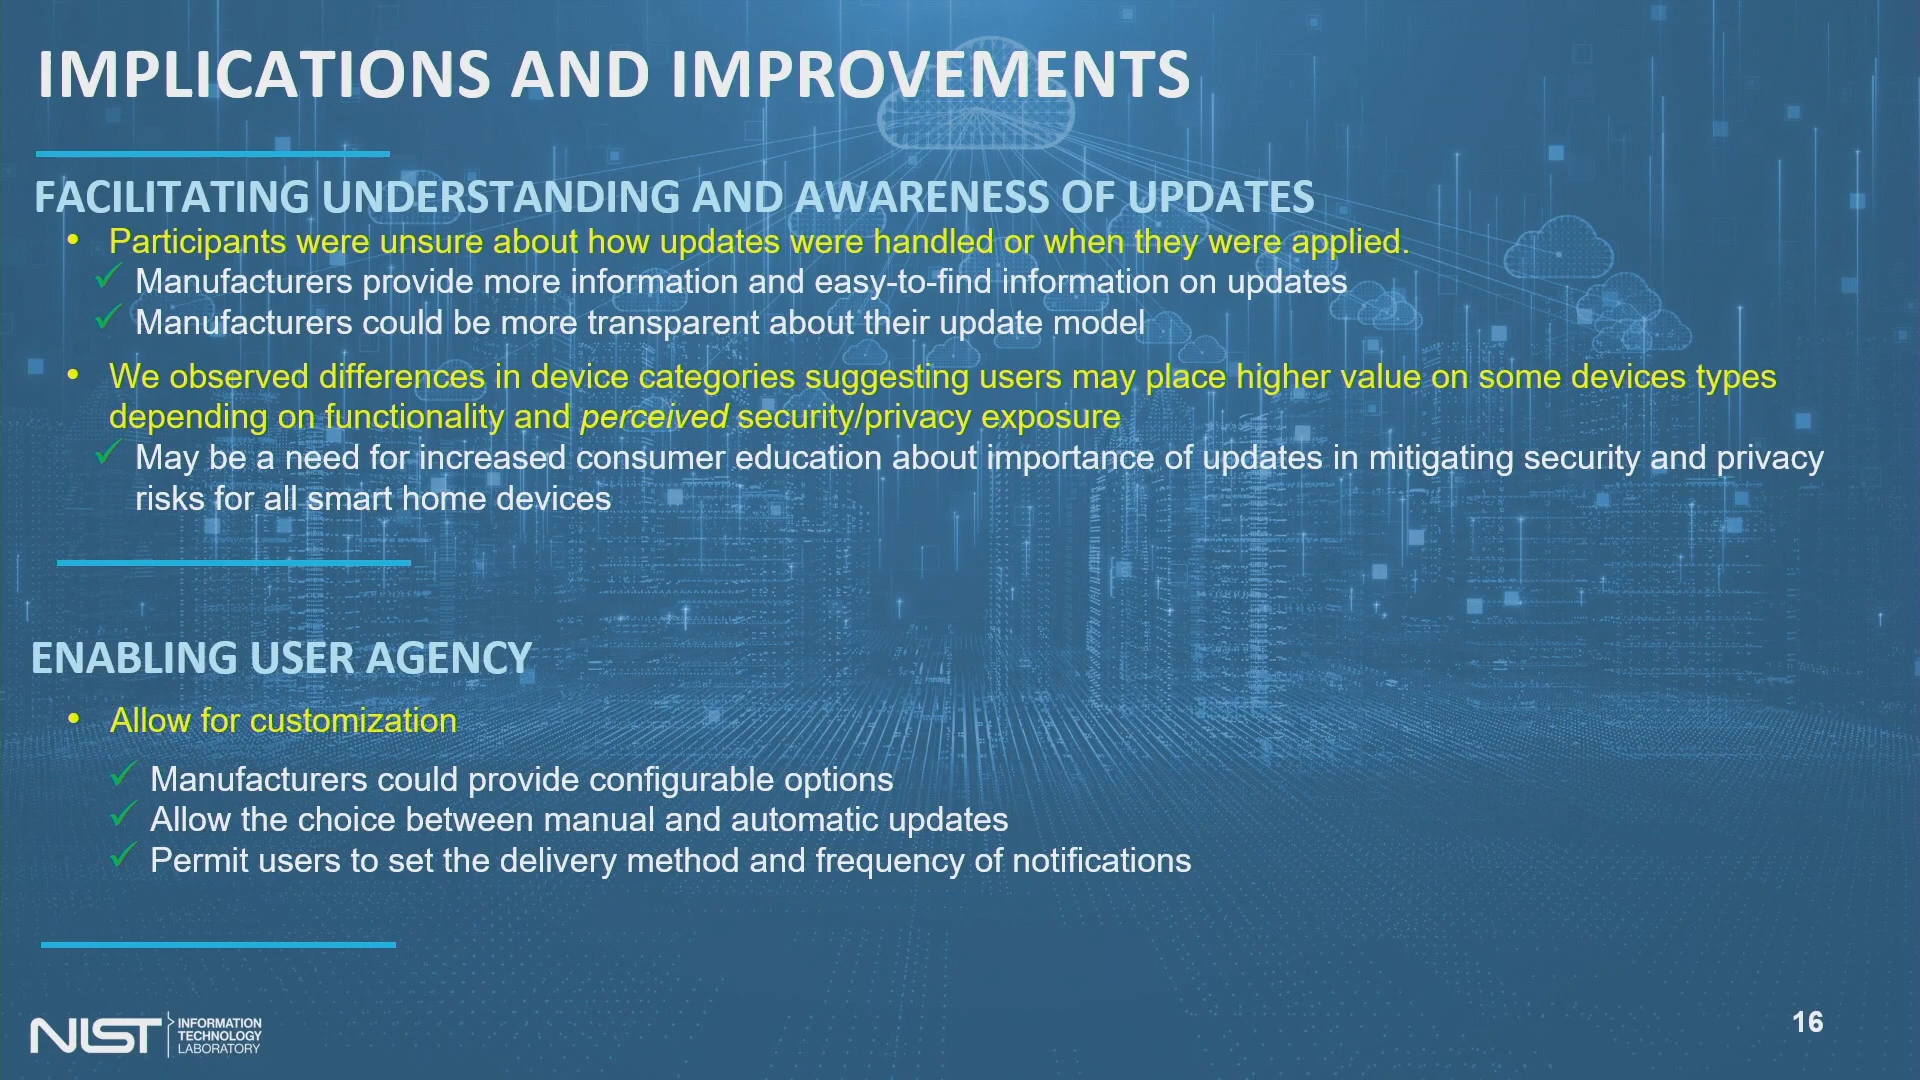 IMPLICATIONS AND IMPROVEMENTS
FACILITATING UNDERSTANDING AND AWARENESS OF UPDATES
• Participants were unsure about how updates were handled or when they were applied.
✓ Manufacturers provide more information and easy-to-find information on updates
✓ Manufacturers could be more transparent about their update model
• We observed differences in device categories suggesting users may place higher value on some devices types
depending on functionality and perceived security/privacy exposure
✓ May be a need for increased consumer education about importance of updates in mitigating security and privacy
risks for all smart home devices
ENABLING USER AGENCY
• Allow for customization
✓ Manufacturers could provide configurable options
✓ Allow the choice between manual and automatic updates
✓ Permit users to set the delivery method and frequency of notifications
NIST
INFORMATION
TECHNOLOGY
LABORATORY
16